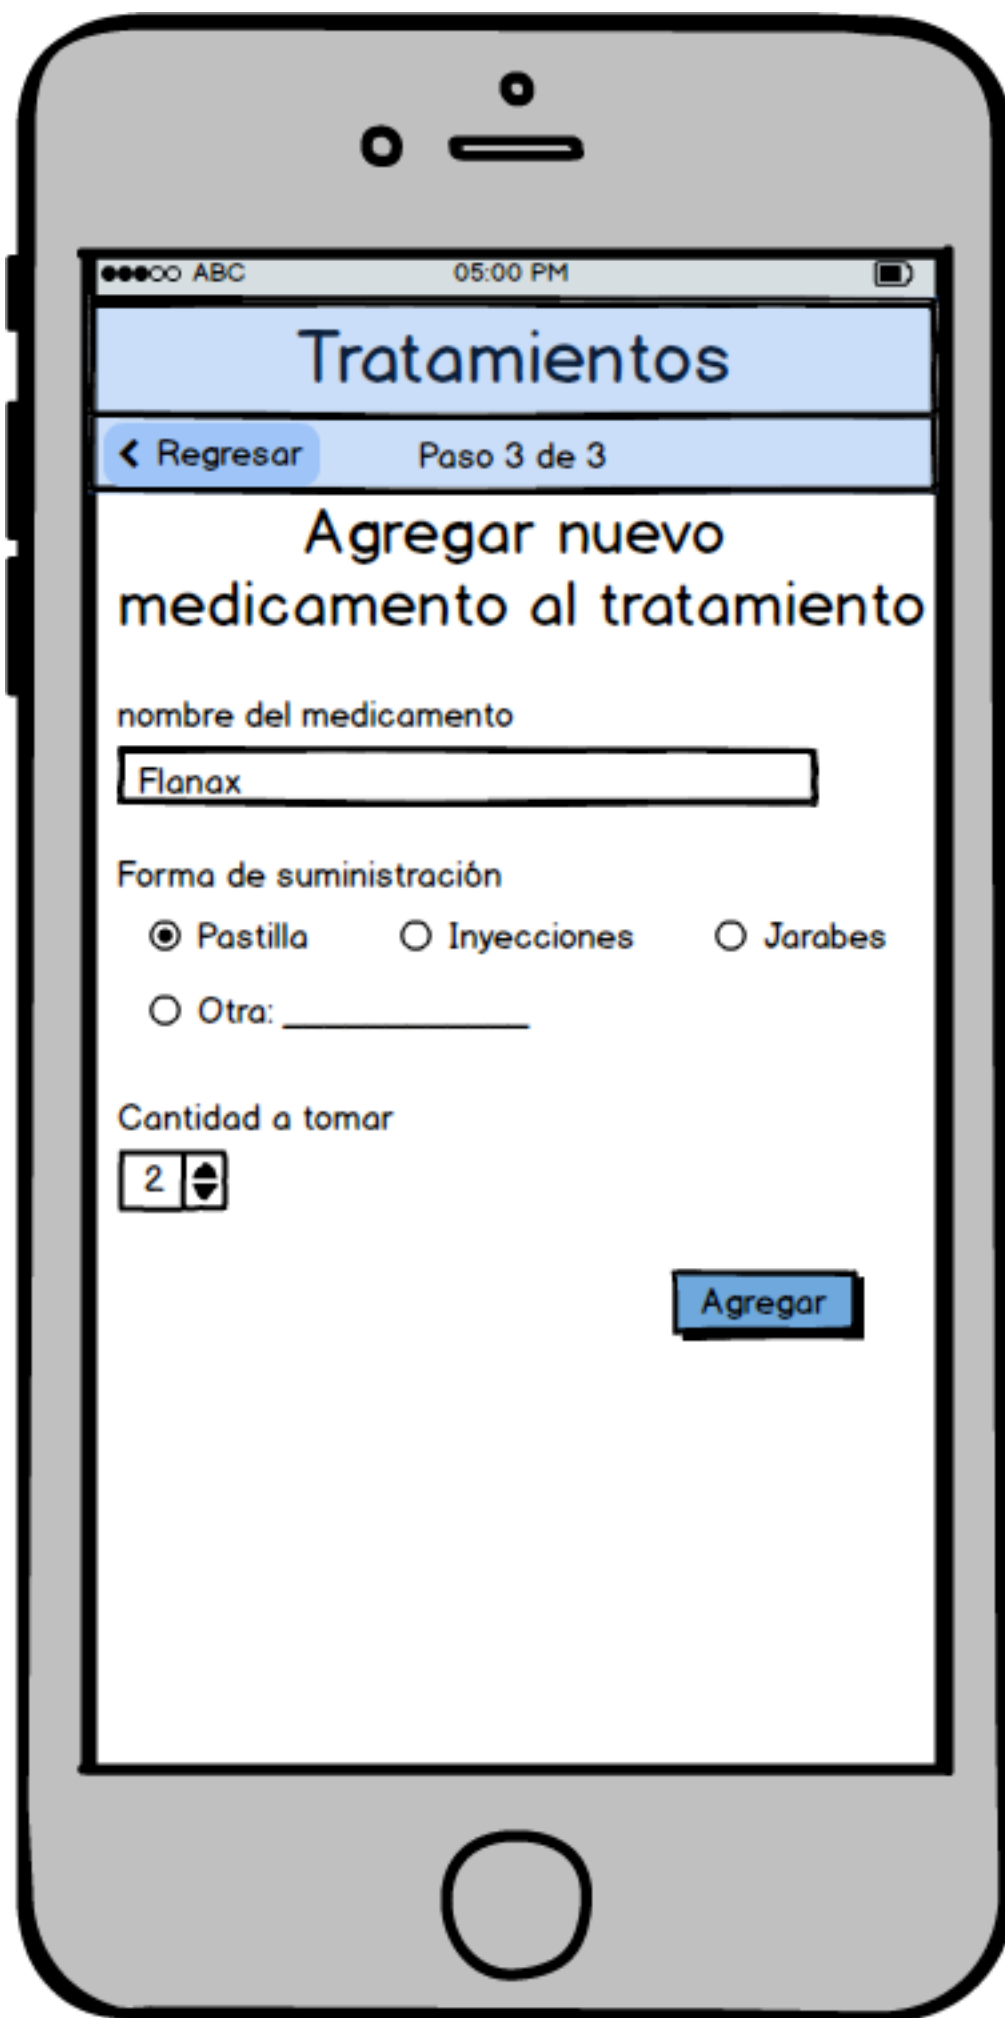 ABC 05:00 PM
Tratamientos
Regresar Paso 3 de 3
Agregar nuevo
medicamento al tratamiento
nombre del medicamento
Flanax
Forma de suministración
Pastilla Inyecciones Jarabes
Otra: ______________
Cantidad a tomar
2
Agregar